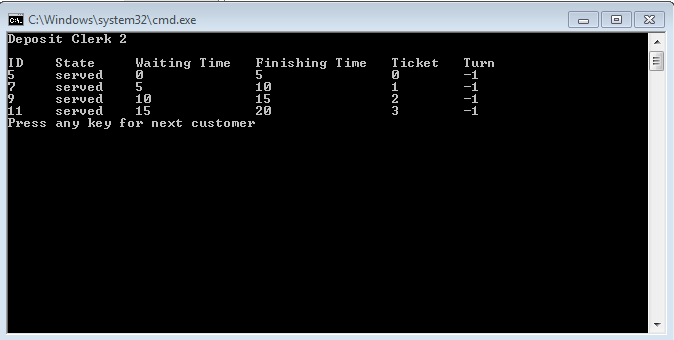 C:\Windows\system32\cmd.exe
Deposit Clerk 2
ID State Waiting Time Finishing Time Ticket Turn
5 served 0 5 0 -1
7 served 5 10 1 -1
9 served 10 15 2 -1
11 served 15 20 3 -1
Press any key for next customer